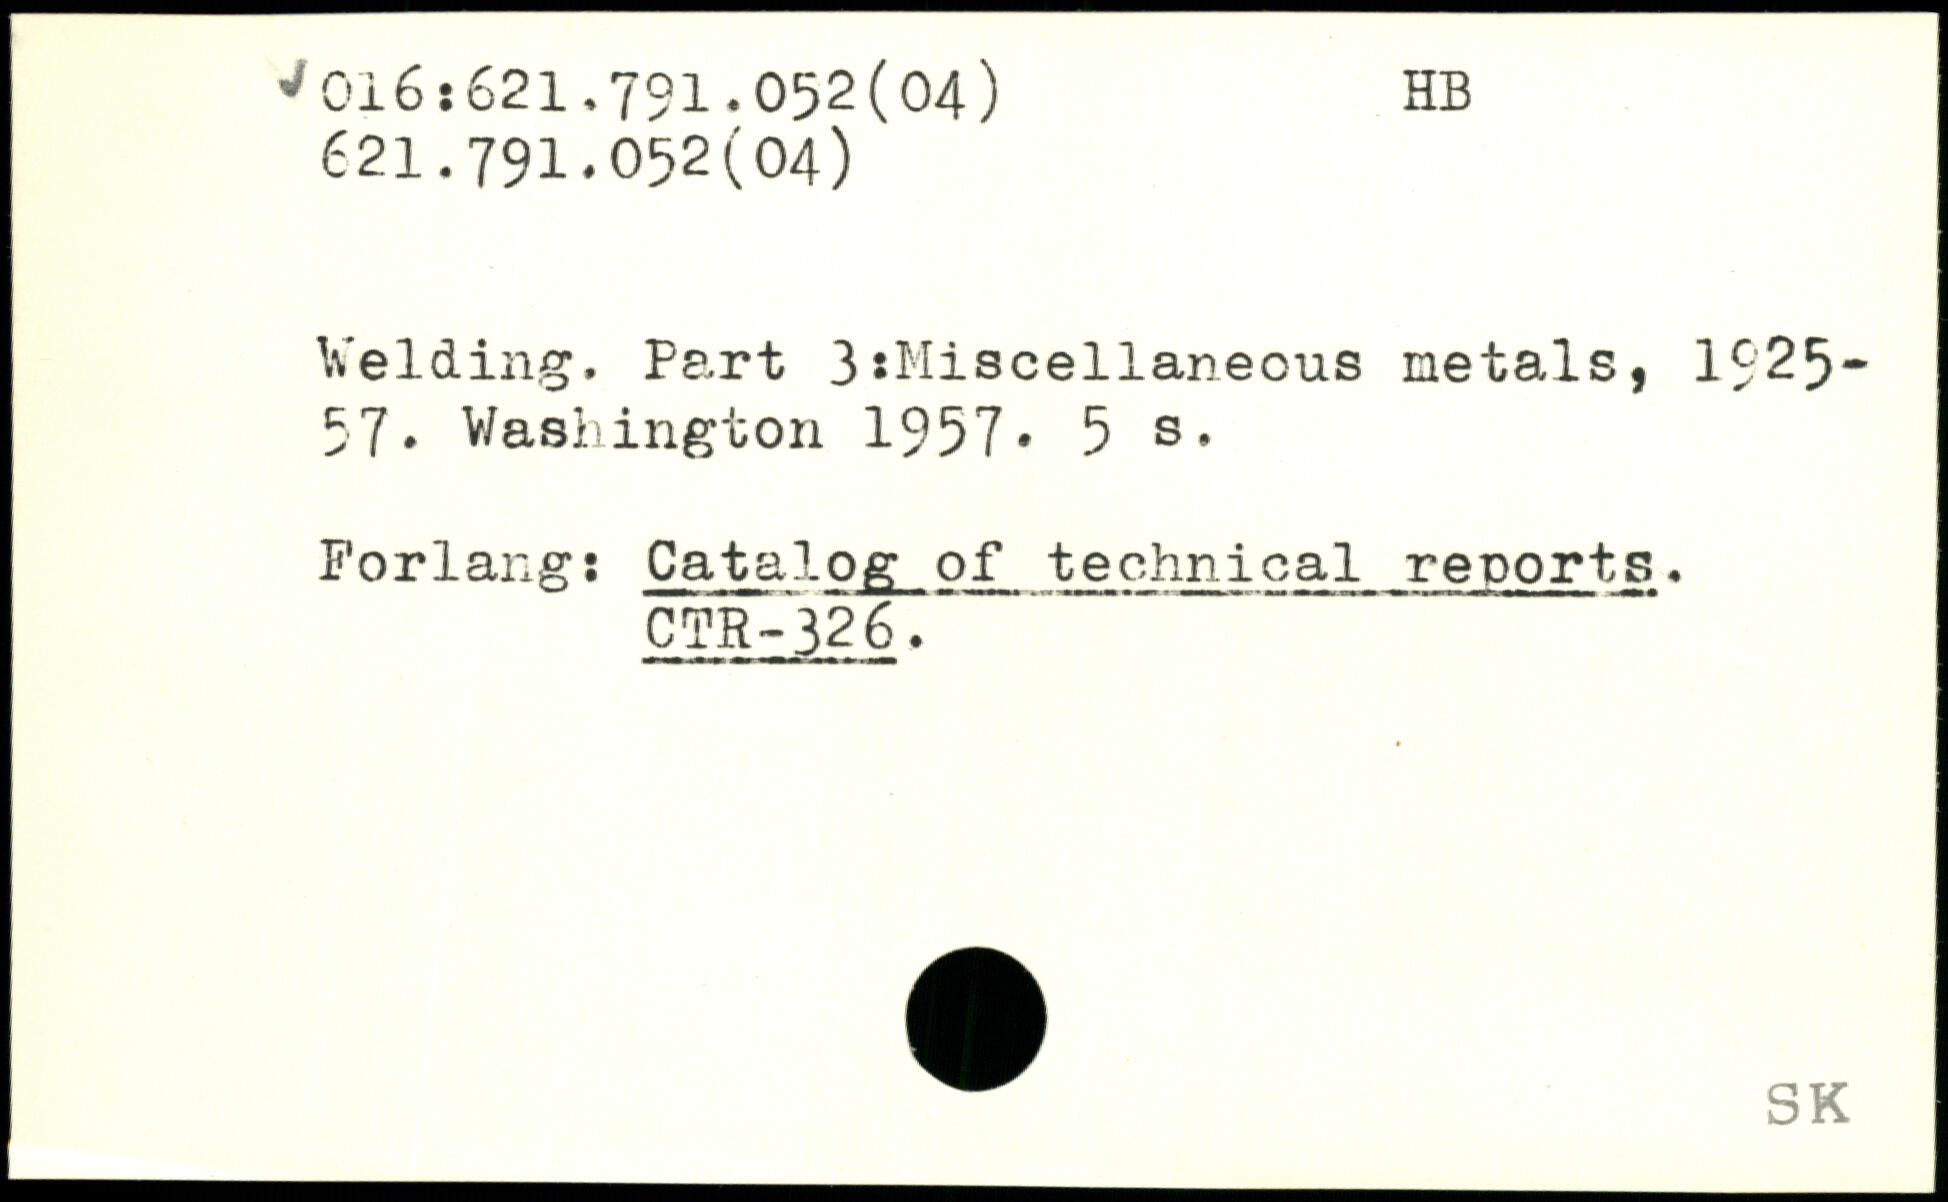 016:621.791.052(04) HB
621.791.052(04)
Welding. Part 3:Miscellaneous metals, 1925-
57. Washington 1957. 5 s.
Forlang: Catalog of technical reports.
CTR-326.
SK